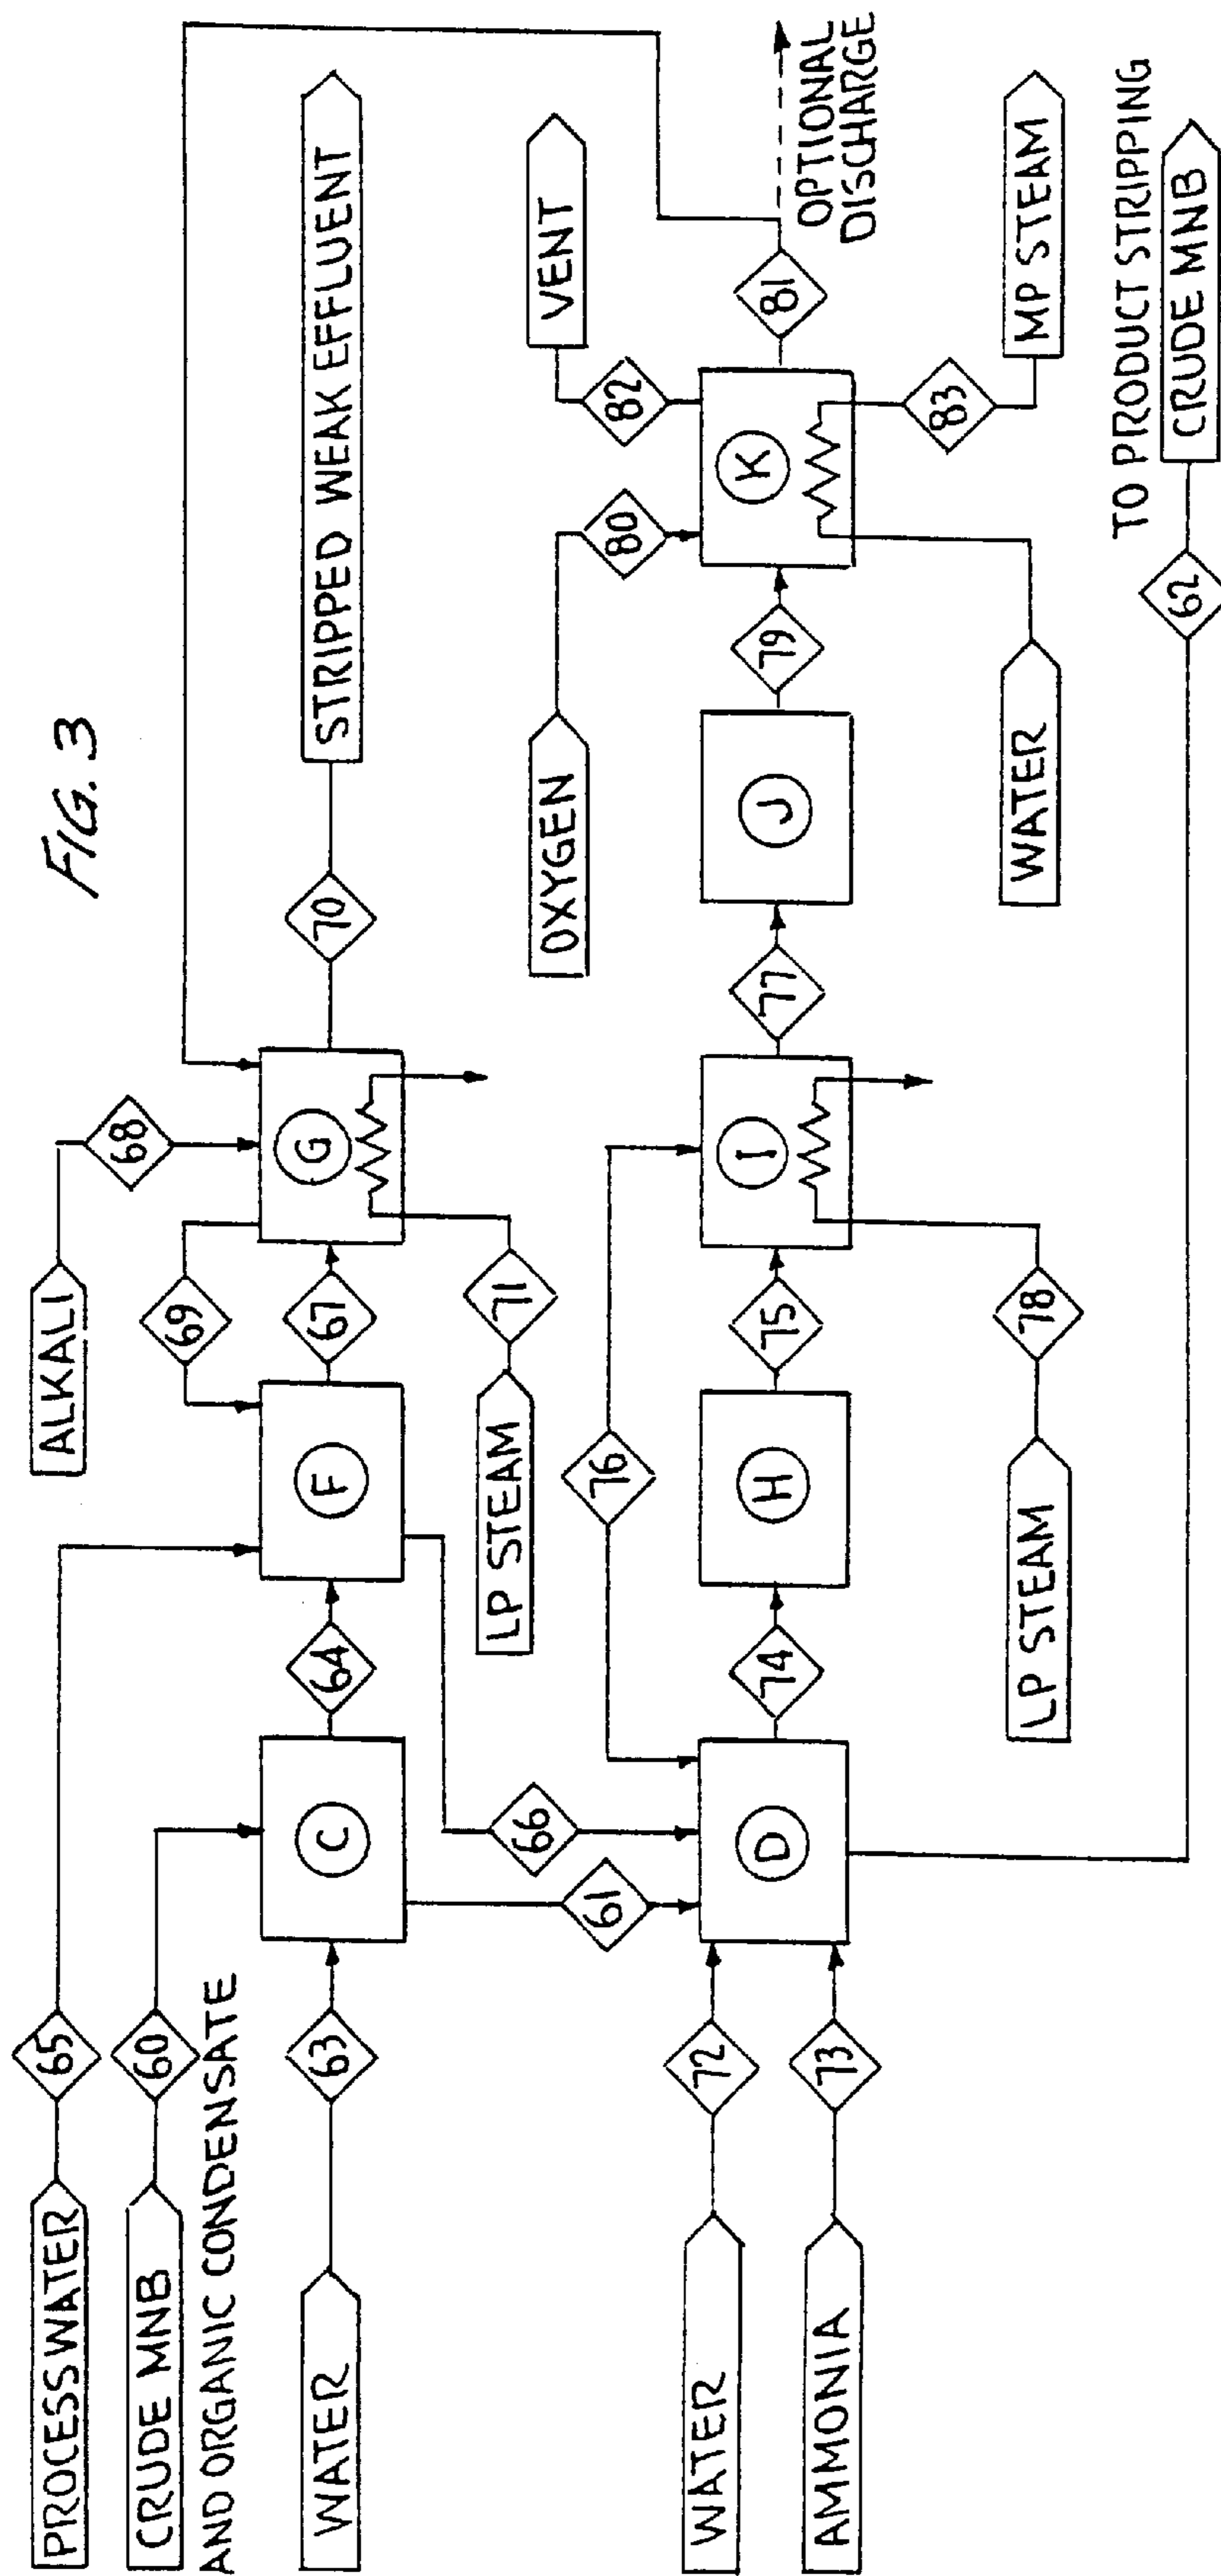 FIG. 3
PROCESS WATER
65
CRUDE MNB
60
AND ORGANIC CONDENSATE
WATER
63
C
64
F
67
G
70
STRIPPED WEAK EFFLUENT
ALKALI
68
69
71
LP STEAM
66
61
WATER
72
AMMONIA
73
D
74
H
75
I
77
J
79
K
81
OPTIONAL
DISCHARGE
76
78
LP STEAM
OXYGEN
80
82
VENT
WATER
83
MP STEAM
62
TO PRODUCT STRIPPING
CRUDE MNB